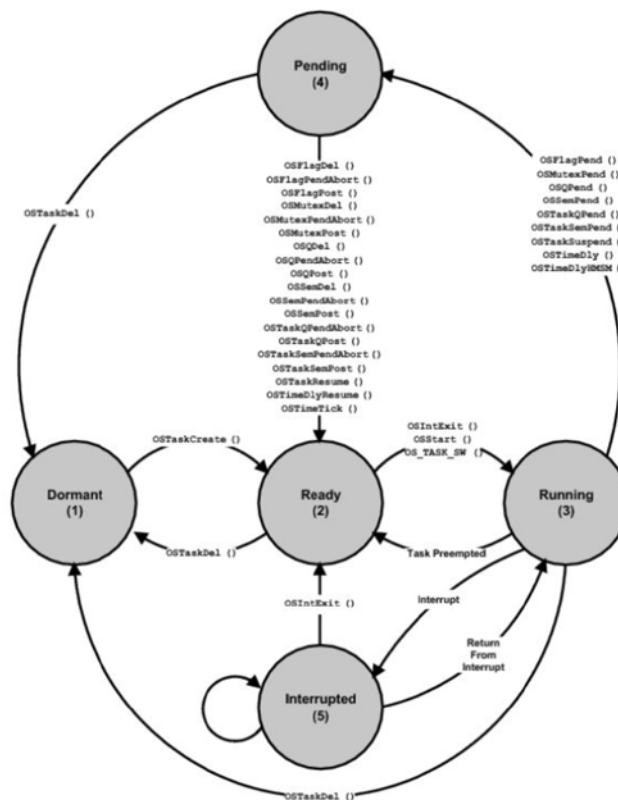 Pending
(4)
OSTaskDel ()
OSFlagDel ()
OSFlagPendAbort ()
OSFlagPost ()
OSMutexDel ()
OSMutexPendAbort ()
OSMutexPost ()
OSQDel ()
OSQPendAbort ()
OSQPost ()
OSSemDel ()
OSSemPendAbort ()
OSSemPost ()
OSTaskQPendAbort ()
OSTaskQPost ()
OSTaskSemPendAbort ()
OSTaskSemPost ()
OSTaskResume ()
OSTimeDlyResume ()
OSTimeTick ()
OSFlagPend ()
OSMutexPend ()
OSQPend ()
OSSemPend ()
OSTaskQPend ()
OSTaskSemPend (
OSTaskSuspend ()
OSTimeDly ()
OSTimeDlyHMSM (
OSTaskCreate ()
OSIntExit ()
OSStart ()
OS_TASK_SW ()
Dormant
(1)
Ready
(2)
Running
(3)
OSTaskDel ()
Task Preempted
OSIntExit ()
Interrupt
Return
From
Interrupt
Interrupted
(5)
OSTaskDel ()